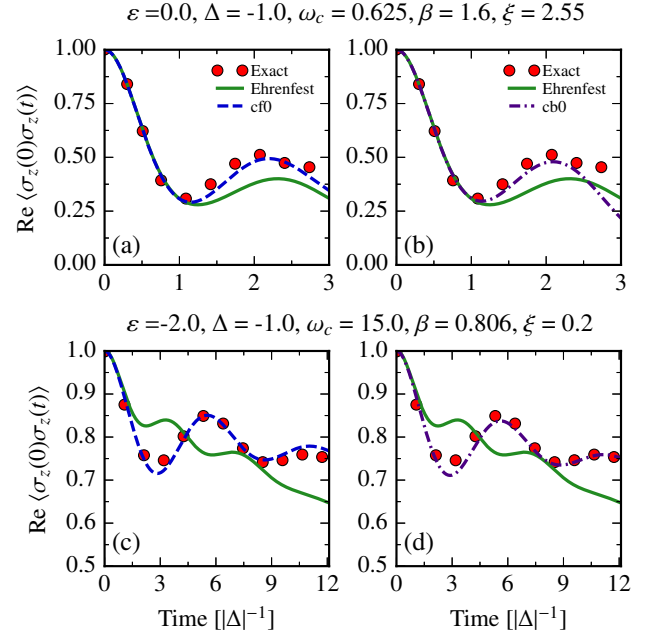 ε=0.0, Δ = -1.0, ω_c = 0.625, β = 1.6, ξ = 2.55
1.00
0.75
0.50
0.25
0.00
0 1 2 3
Re ⟨σ_z(0)σ_z(t)⟩
Exact
Ehrenfest
cf0
(a)
1.00
0.75
0.50
0.25
0.00
0 1 2 3
Exact
Ehrenfest
cb0
(b)
ε=-2.0, Δ = -1.0, ω_c = 15.0, β = 0.806, ξ = 0.2
1.0
0.9
0.8
0.7
0.6
0.5
0 3 6 9 12
Re ⟨σ_z(0)σ_z(t)⟩
(c)
Time [|Δ|⁻¹]
1.0
0.9
0.8
0.7
0.6
0.5
0 3 6 9 12
(d)
Time [|Δ|⁻¹]